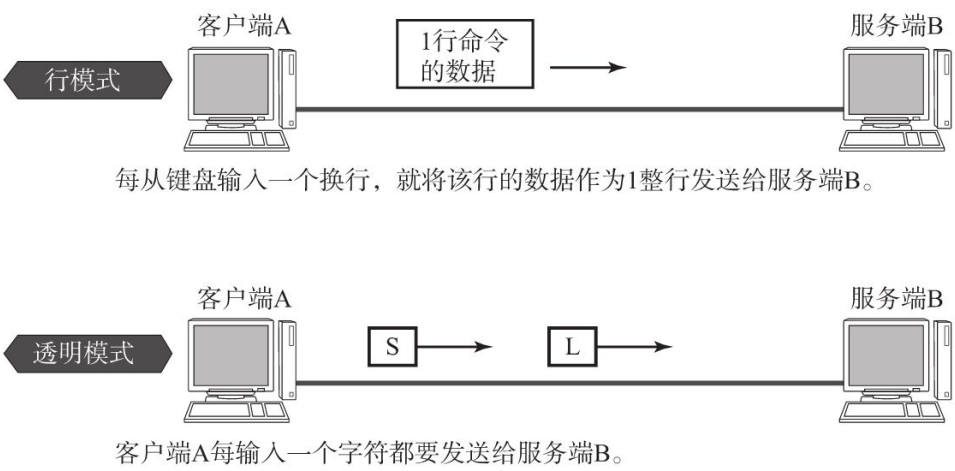 客户端A
服务端B
行模式
1行命令
的数据
每从键盘输入一个换行，就将该行的数据作为1整行发送给服务端B。
客户端A
服务端B
透明模式
S
L
客户端A每输入一个字符都要发送给服务端B。